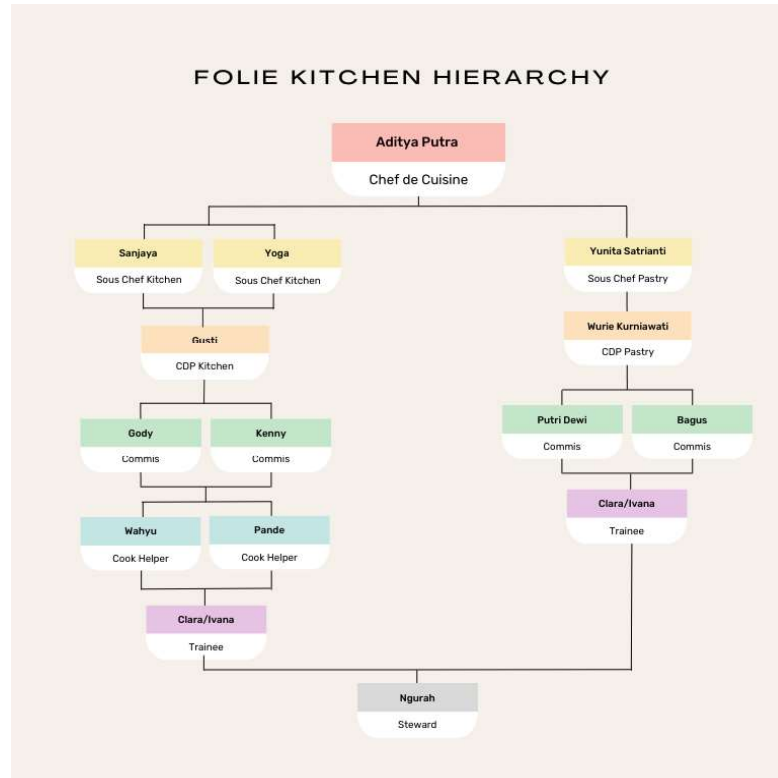 FOLIE KITCHEN HIERARCHY
Aditya Putra
Chef de Cuisine
Sanjaya
Sous Chef Kitchen
Yoga
Sous Chef Kitchen
Yunita Satrianti
Sous Chef Pastry
Gusti
CDP Kitchen
Wurie Kurniawati
CDP Pastry
Gody
Commis
Kenny
Commis
Putri Dewi
Commis
Bagus
Commis
Wahyu
Cook Helper
Pande
Cook Helper
Clara/Ivana
Trainee
Clara/Ivana
Trainee
Ngurah
Steward